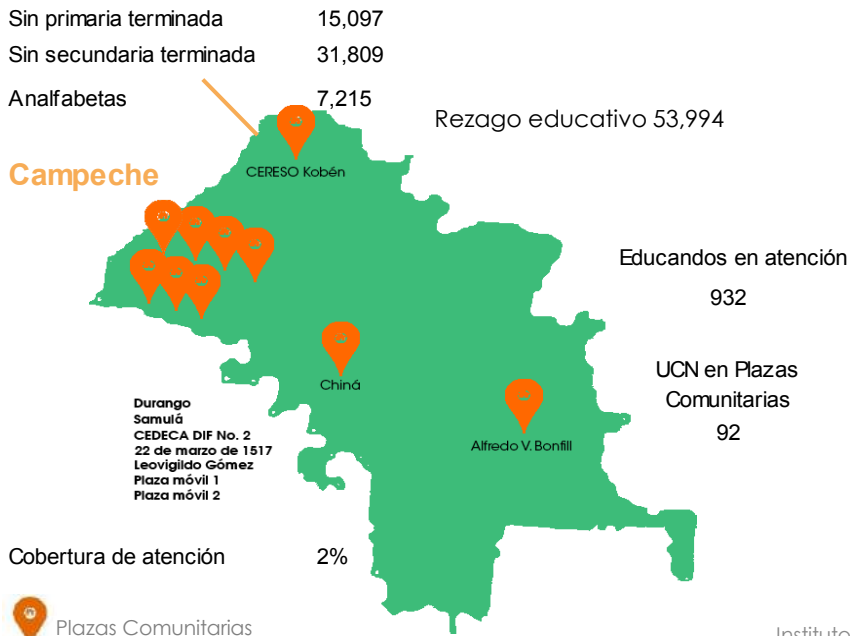 Sin primaria terminada 15,097
Sin secundaria terminada 31,809
Analfabetas 7,215
Rezago educativo 53,994
Campeche
CERESO Kobén
Educandos en atención
932
Chiná
UCN en Plazas
Comunitarias
92
Alfredo V. Bonfill
Durango
Samulá
CEDECA DIF No. 2
22 de marzo de 1517
Leovigildo Gómez
Plaza móvil 1
Plaza móvil 2
Cobertura de atención 2%
Plazas Comunitarias
Instituto